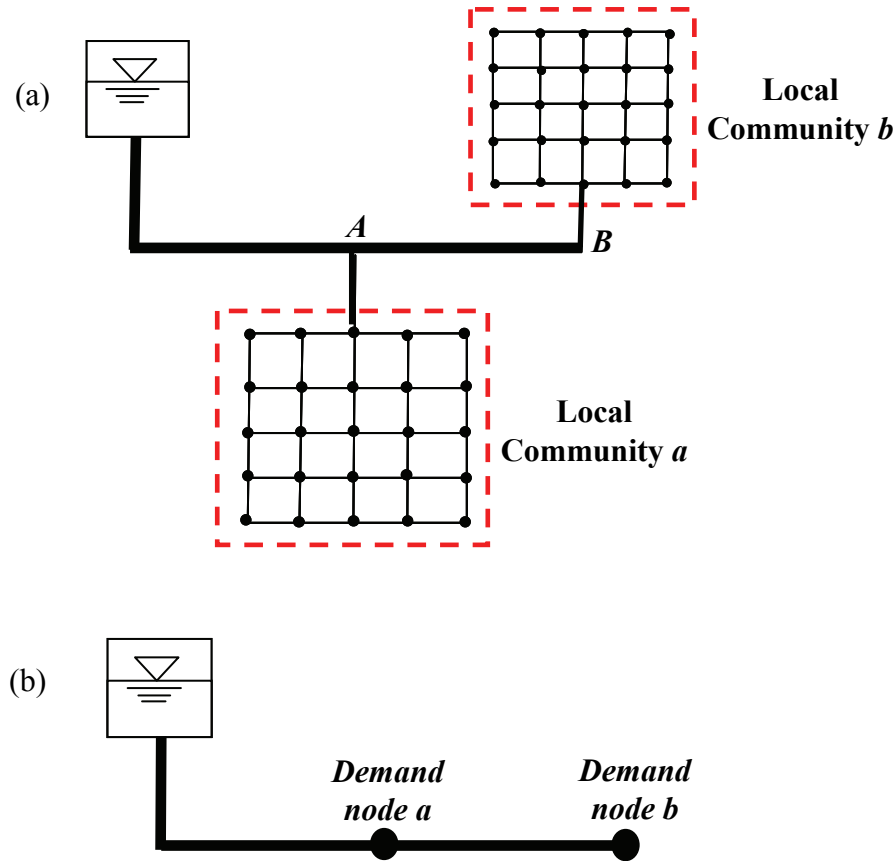 (a)
Local
Community b
A
B
Local
Community a
(b)
Demand
node a
Demand
node b